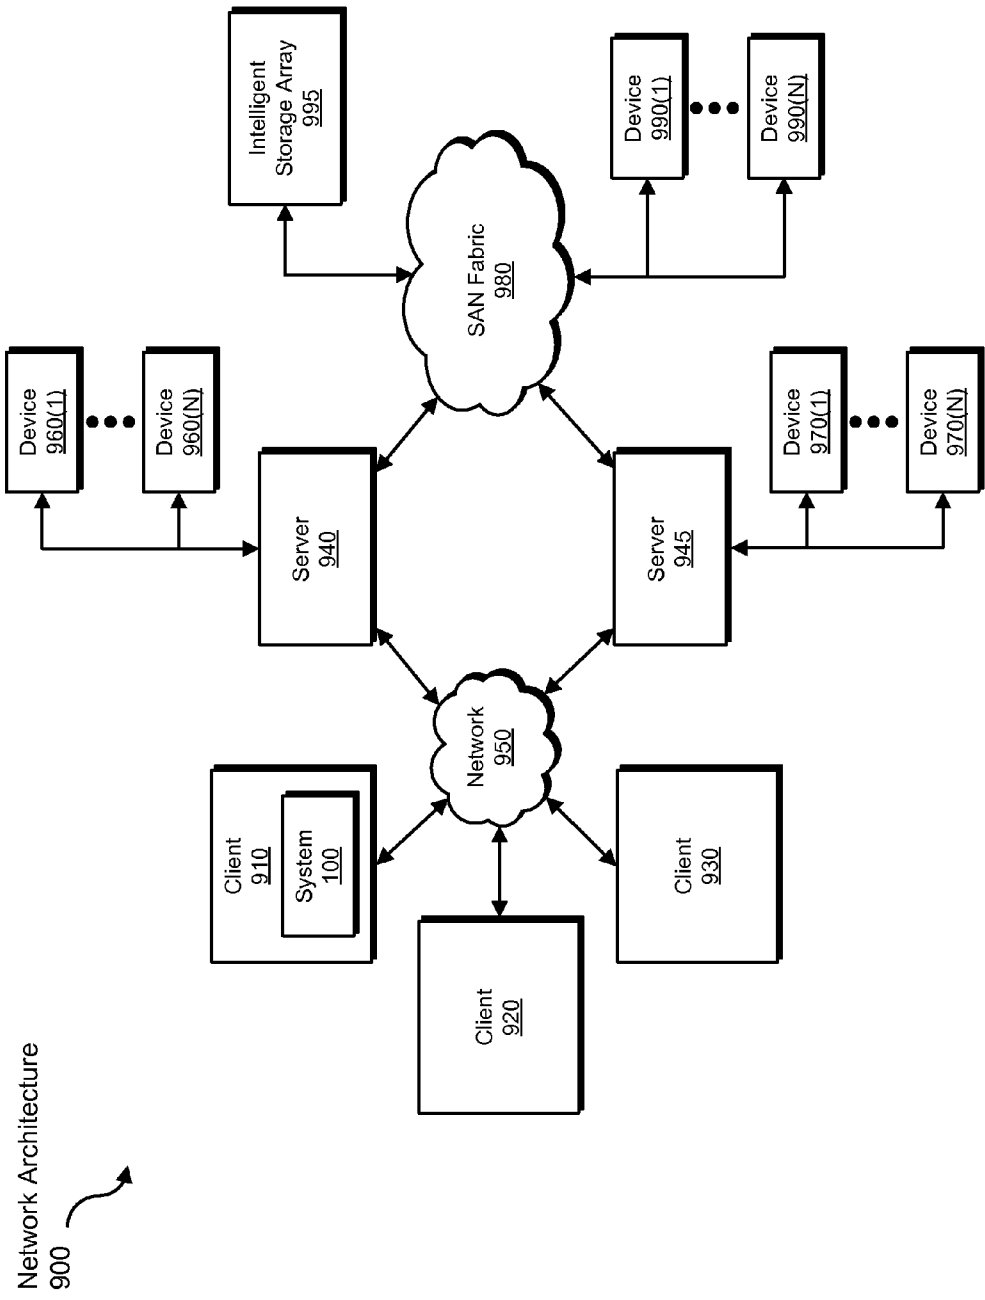 Network Architecture
900
Client
910
System
100
Client
920
Client
930
Network
950
Server
940
Server
945
Device
960(1)
Device
960(N)
Device
970(1)
Device
970(N)
SAN Fabric
980
Intelligent
Storage Array
995
Device
990(1)
Device
990(N)